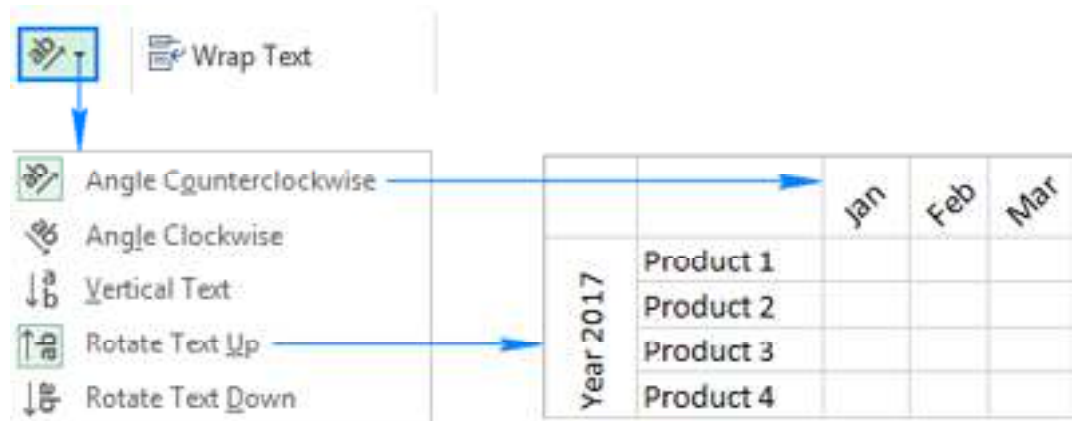 Wrap Text
Angle Counterclockwise
Angle Clockwise
Vertical Text
Rotate Text Up
Rotate Text Down
Jan Feb Mar
Year 2017
Product 1
Product 2
Product 3
Product 4